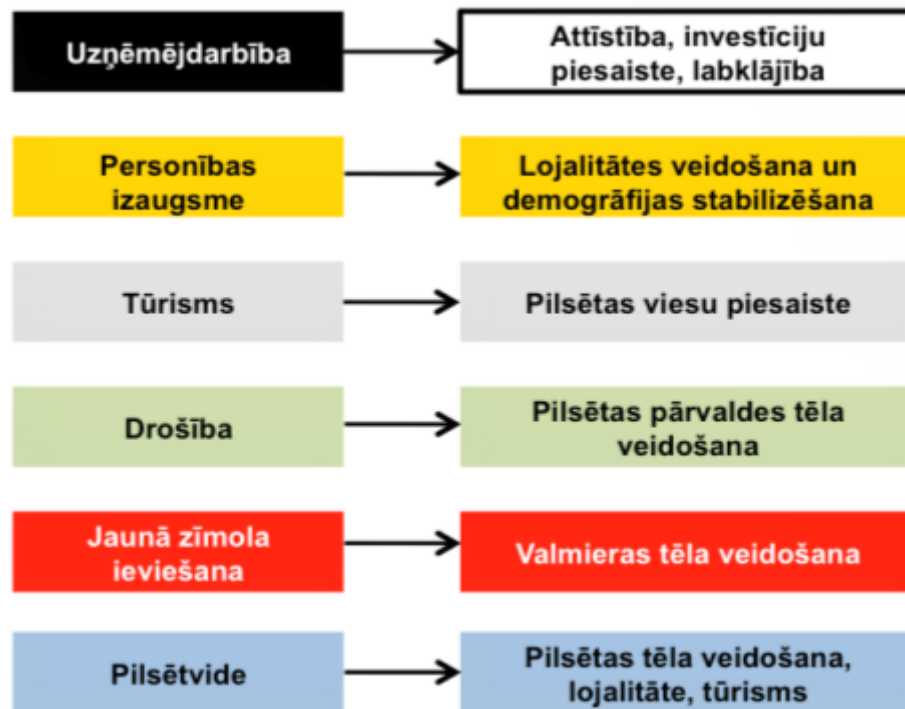 Uzņēmējdarbība
Attīstība, investīciju
piesaiste, labklājība
Personības
izaugsme
Lojalitātes veidošana un
demogrāfijas stabilizēšana
Tūrisms
Pilsētas viesu piesaiste
Drošība
Pilsētas pārvaldes tēla
veidošana
Jaunā zīmola
ieviešana
Valmieras tēla veidošana
Pilsētvide
Pilsētas tēla veidošana,
lojalitāte, tūrisms